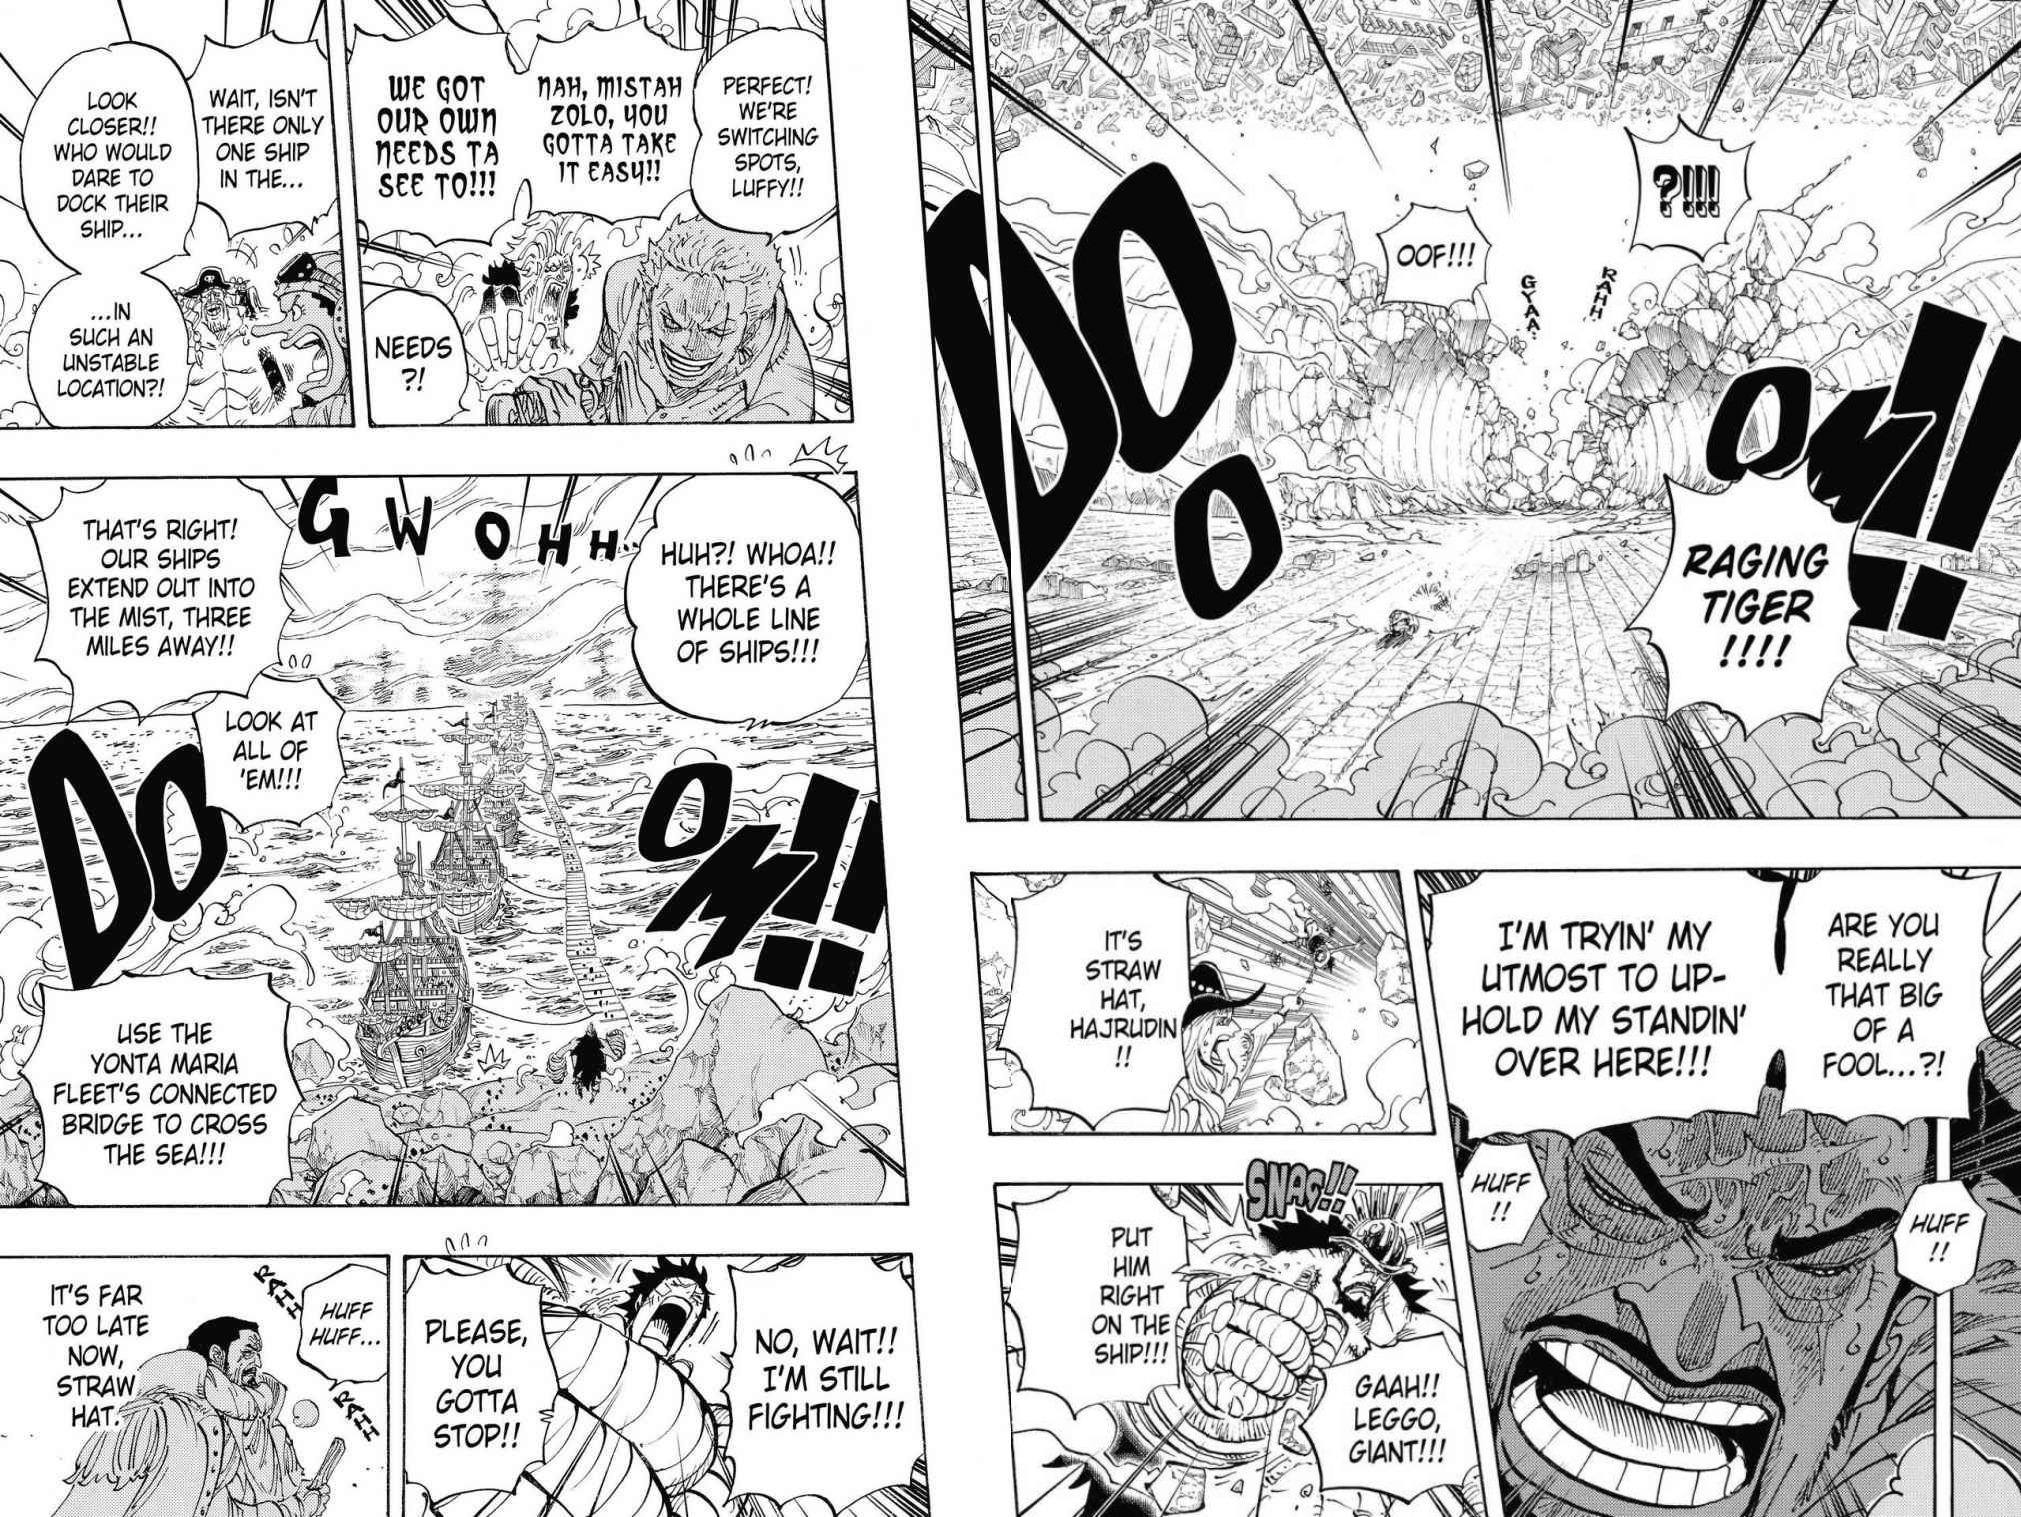 ?!!!
OOF!!!
RAHH
GYAA
DOOOM!!
RAGING
TIGER
!!!!
ARE YOU
REALLY
THAT BIG
OF A
FOOL...?!
I'M TRYIN' MY
UTMOST TO UP-
HOLD MY STANDIN'
OVER HERE!!!
HUFF
!!
HUFF
!!
IT'S
STRAW
HAT,
HAJRUDIN
!!
SNAG!!
PUT
HIM
RIGHT
ON THE
SHIP!!!
GAAH!!
LEGGO,
GIANT!!!
PERFECT!
WE'RE
SWITCHING
SPOTS,
LUFFY!!
NAH, MISTAH
ZOLO, YOU
GOTTA TAKE
IT EASY!!
WE GOT
OUR OWN
NEEDS TA
SEE TO!!!
NEEDS
?!
WAIT, ISN'T
THERE ONLY
ONE SHIP
IN THE...
LOOK
CLOSER!!
WHO WOULD
DARE TO
DOCK THEIR
SHIP...
...IN
SUCH AN
UNSTABLE
LOCATION?!
HUH?! WHOA!!
THERE'S A
WHOLE LINE
OF SHIPS!!!
GWOHH...
THAT'S RIGHT!
OUR SHIPS
EXTEND OUT INTO
THE MIST, THREE
MILES AWAY!!
LOOK AT
ALL OF
'EM!!!
DOOM!!
USE THE
YONTA MARIA
FLEET'S CONNECTED
BRIDGE TO CROSS
THE SEA!!!
NO, WAIT!!
I'M STILL
FIGHTING!!!
PLEASE,
YOU
GOTTA
STOP!!
HUFF
HUFF...
RAHH
RAHH
IT'S FAR
TOO LATE
NOW,
STRAW
HAT.